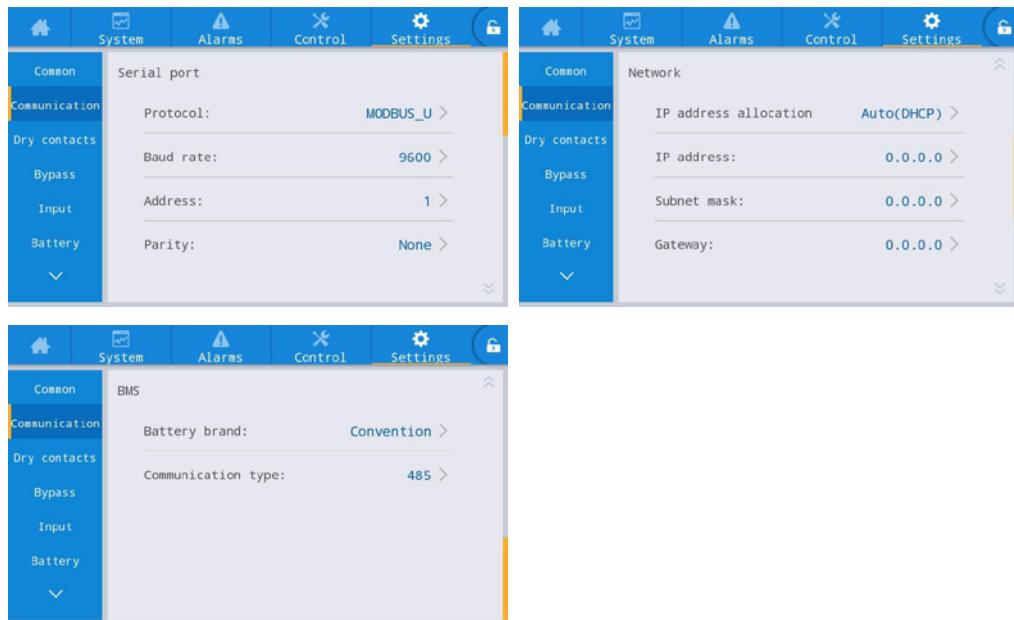 System Alarms Control Settings
Common
Communication
Dry contacts
Bypass
Input
Battery
Serial port
Protocol: MODBUS_U
Baud rate: 9600
Address: 1
Parity: None
System Alarms Control Settings
Common
Communication
Dry contacts
Bypass
Input
Battery
Network
IP address allocation Auto(DHCP)
IP address: 0.0.0.0
Subnet mask: 0.0.0.0
Gateway: 0.0.0.0
System Alarms Control Settings
Common
Communication
Dry contacts
Bypass
Input
Battery
BMS
Battery brand: Convention
Communication type: 485